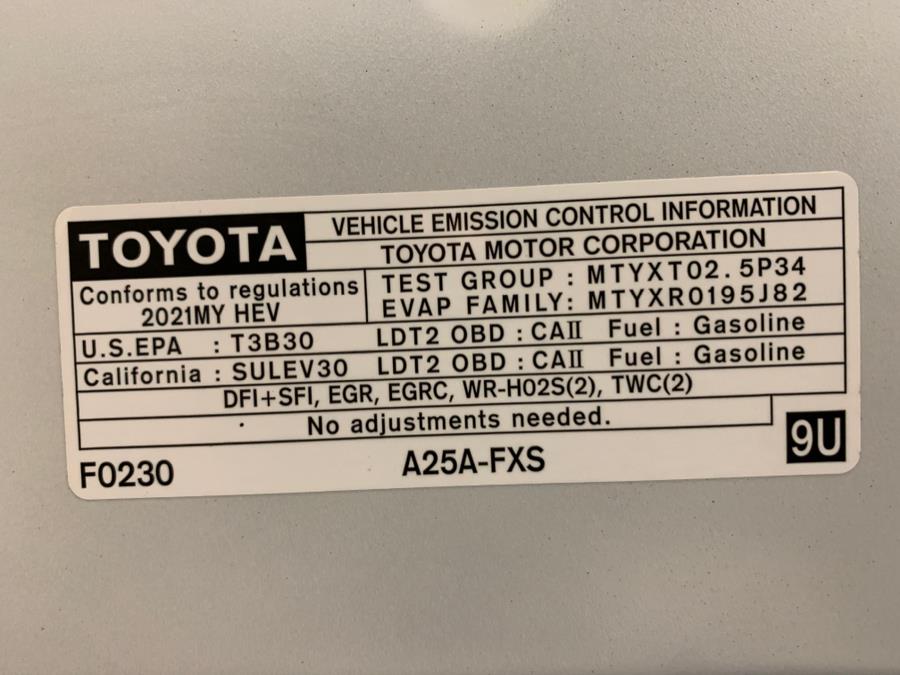 TOYOTA
VEHICLE EMISSION CONTROL INFORMATION
TOYOTA MOTOR CORPORATION
Conforms to regulations
2021MY HEV
TEST GROUP : MTYXT02.5P34
EVAP FAMILY: MTYXR0195J82
U.S.EPA : T3B30 LDT2 OBD : CAII Fuel : Gasoline
California : SULEV30 LDT2 OBD : CAII Fuel : Gasoline
DFI+SFI, EGR, EGRC, WR-HO2S(2), TWC(2)
No adjustments needed.
F0230
A25A-FXS
9U